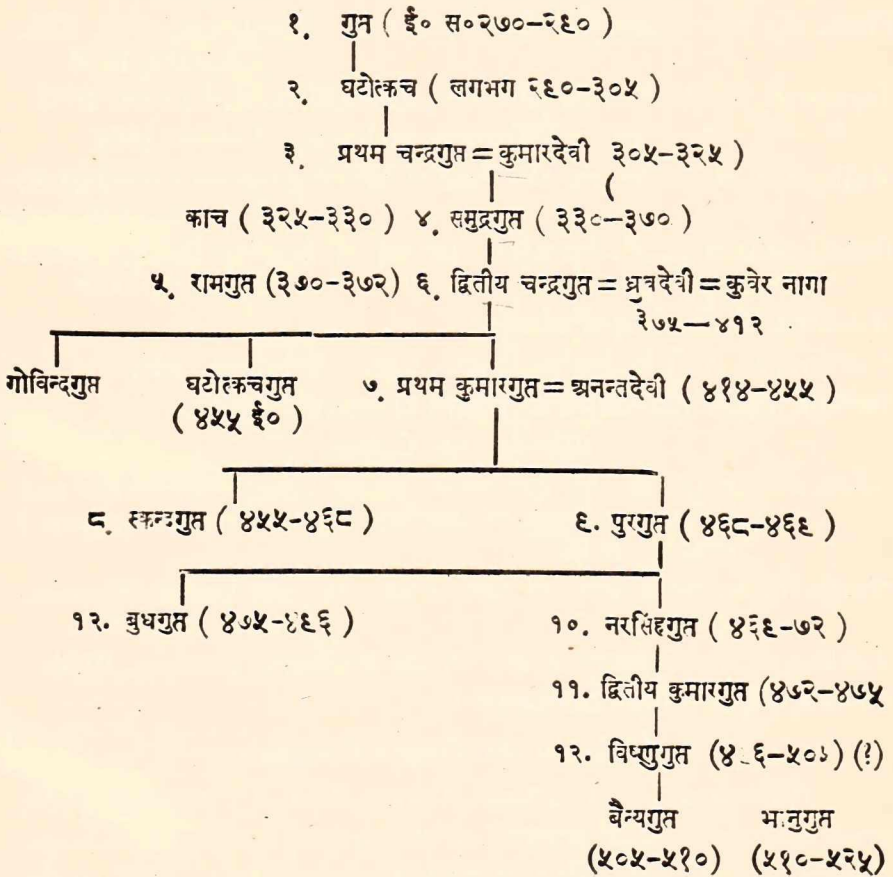 १. गुप्त ( ई० स०२७०-२९०)
२. घटोत्कच ( लगभग २९०-३०५ )
३. प्रथम चन्द्रगुप्त = कुमारदेवी ३०५-३२५ )
(
काच ( ३२५-३३० ) ४. समुद्रगुप्त ( ३३०-३७० )
५. रामगुप्त (३७०-३७२) ६. द्वितीय चन्द्रगुप्त = ध्रुवदेवी = कुवेर नागा
३७५—४१२
गोविन्दगुप्त घटोत्कचगुप्त ७. प्रथम कुमारगुप्त = अनन्तदेवी ( ४१४-४५५ )
( ४५५ ई० )
८. स्कन्दगुप्त ( ४५५-४६८ ) ९. पुरगुप्त ( ४६८-४६९ )
१२. बुधगुप्त ( ४७५-४९६ ) १०. नरसिंहगुप्त ( ४६९-७२ )
११. द्वितीय कुमारगुप्त (४७२-४७५
१२. विष्णुगुप्त (?)
बैन्यगुप्त भानुगुप्त
(५०५-५१०) (५१०-५२५)